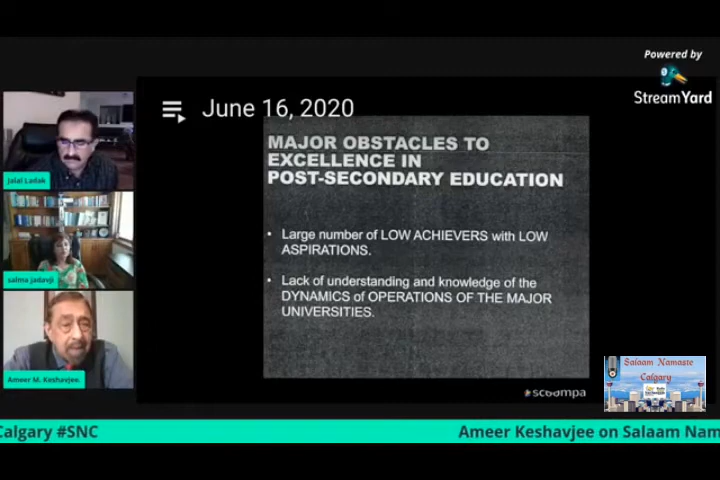 Powered by
StreamYard
June 16, 2020
MAJOR OBSTACLES TO
EXCELLENCE IN
POST-SECONDARY EDUCATION
• Large number of LOW ACHIEVERS with LOW
ASPIRATIONS.
• Lack of understanding and knowledge of the
DYNAMICS of OPERATIONS OF THE MAJOR
UNIVERSITIES.
Jalal Ladak
salma jadavji
Ameer M. Keshavjee.
Salaam Namaste
Calgary
scoompa
Calgary #SNC
Ameer Keshavjee on Salaam Nam